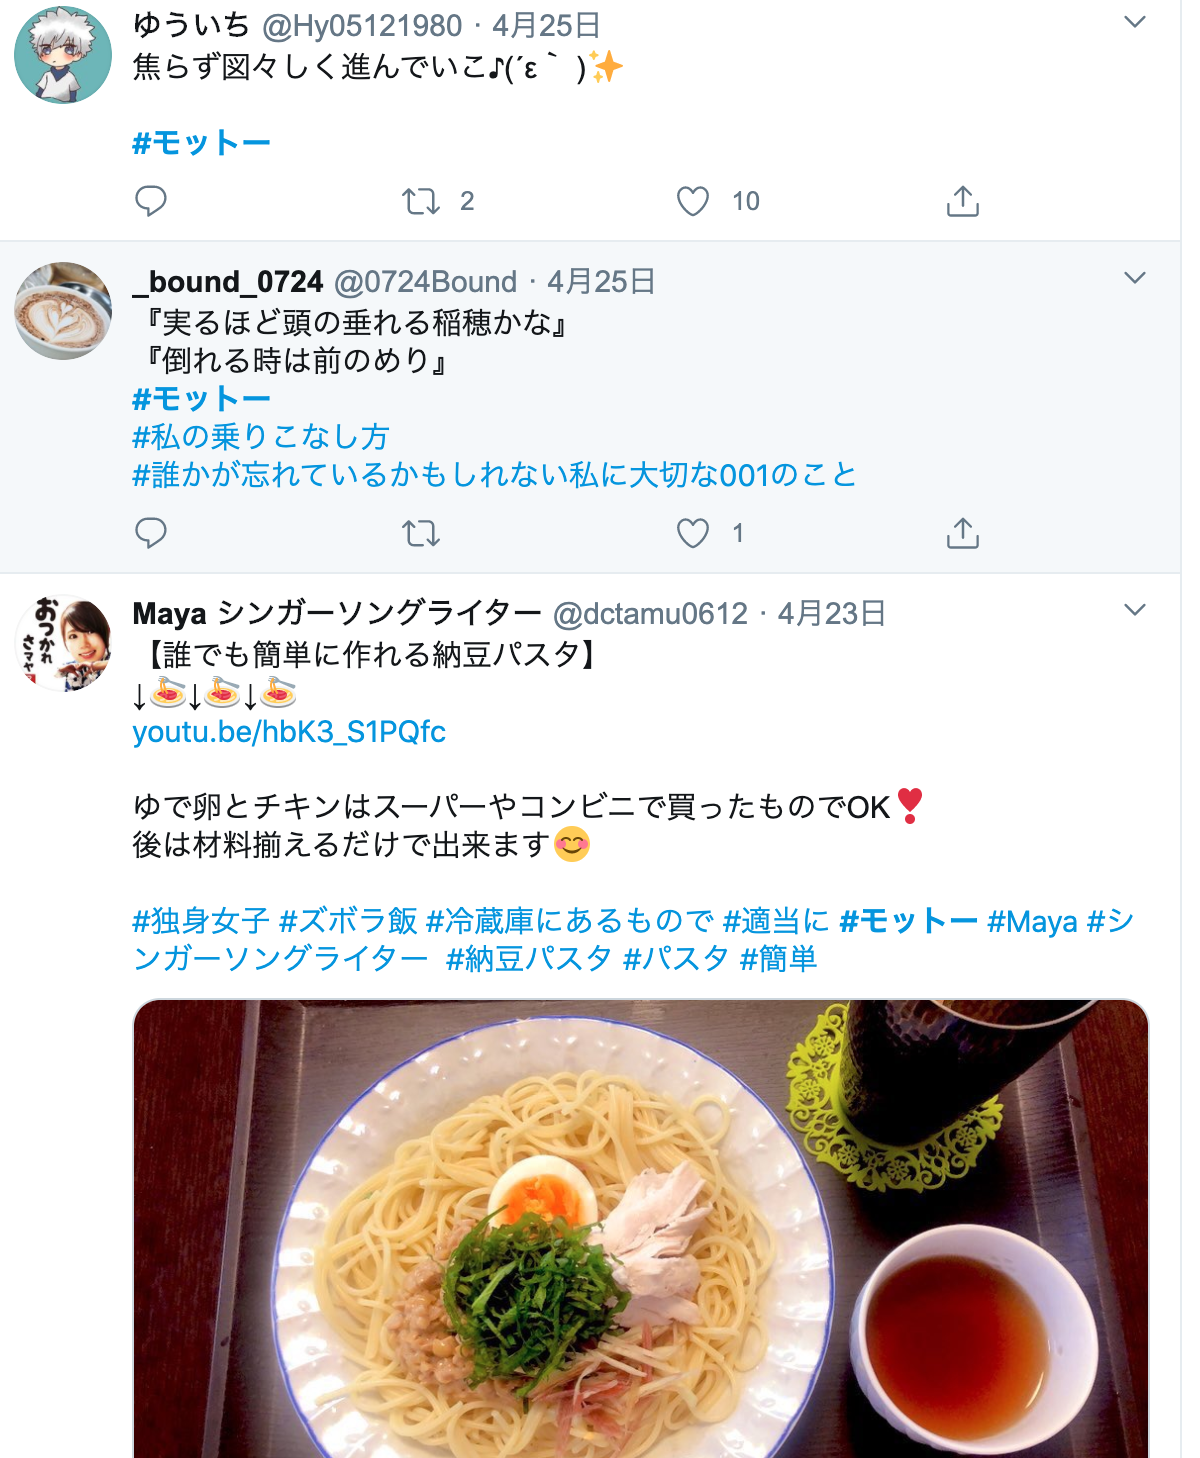 ゆういち @Hy05121980 · 4月25日
焦らず図々しく進んでいこ♪(´ε｀ )✨
#モットー
2 10
_bound_0724 @0724Bound · 4月25日
『実るほど頭の垂れる稲穂かな』
『倒れる時は前のめり』
#モットー
#私の乗りこなし方
#誰かが忘れているかもしれない私に大切な001のこと
1
おつかれ
さマヤ
Maya シンガーソングライター @dctamu0612 · 4月23日
【誰でも簡単に作れる納豆パスタ】
↓🍝↓🍝↓🍝
youtu.be/hbK3_S1PQfc
ゆで卵とチキンはスーパーやコンビニで買ったものでOK❣
後は材料揃えるだけで出来ます😊
#独身女子 #ズボラ飯 #冷蔵庫にあるもので #適当に #モットー #Maya #シ
ンガーソングライター #納豆パスタ #パスタ #簡単